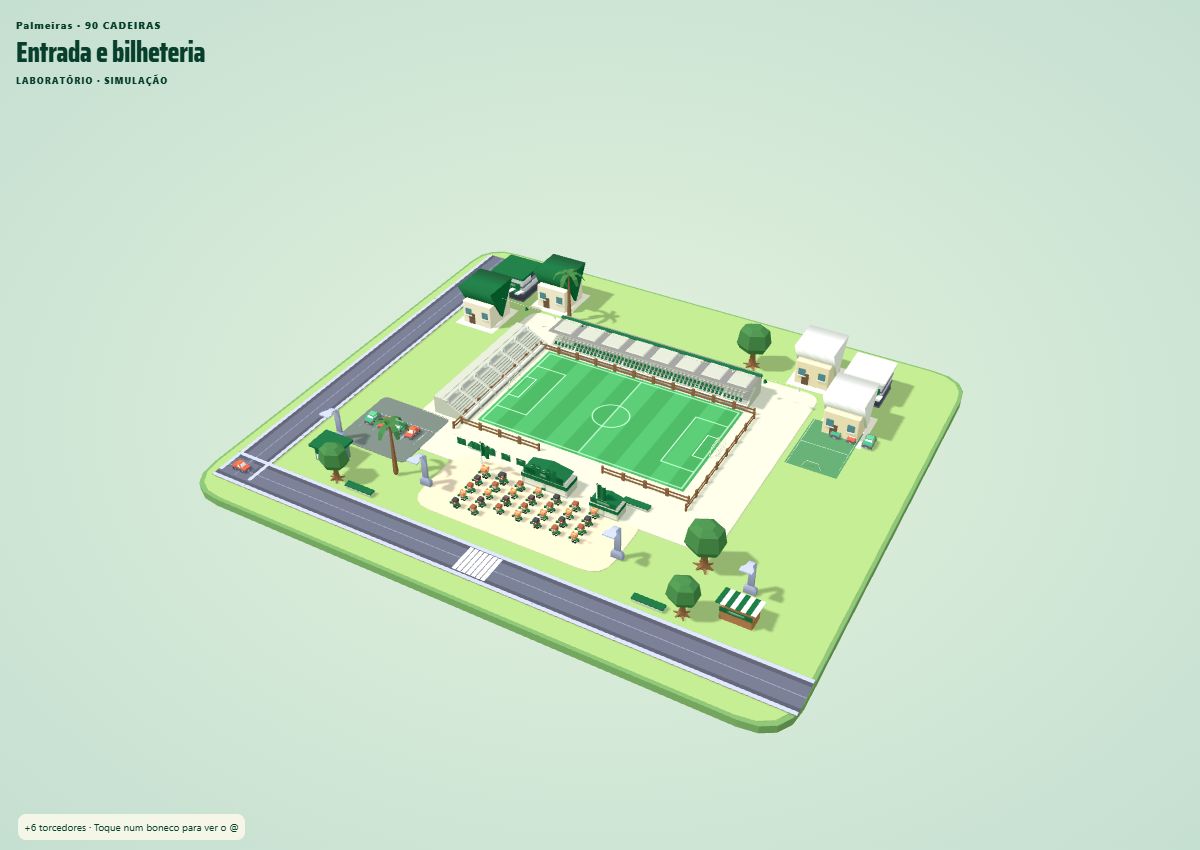 Palmeiras · 90 CADEIRAS
Entrada e bilheteria
LABORATÓRIO · SIMULAÇÃO
+6 torcedores · Toque num boneco para ver o @